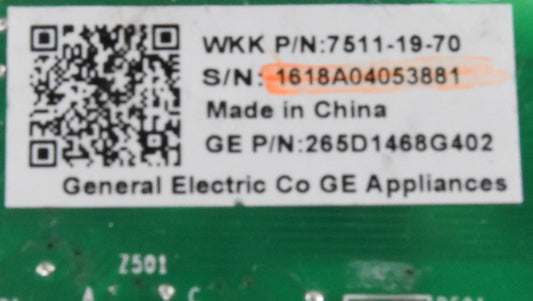 WKK P/N:7511-19-70
S/N: 1618A04053881
Made in China
GE P/N:265D1468G402
General Electric Co GE Appliances
Z501
A C